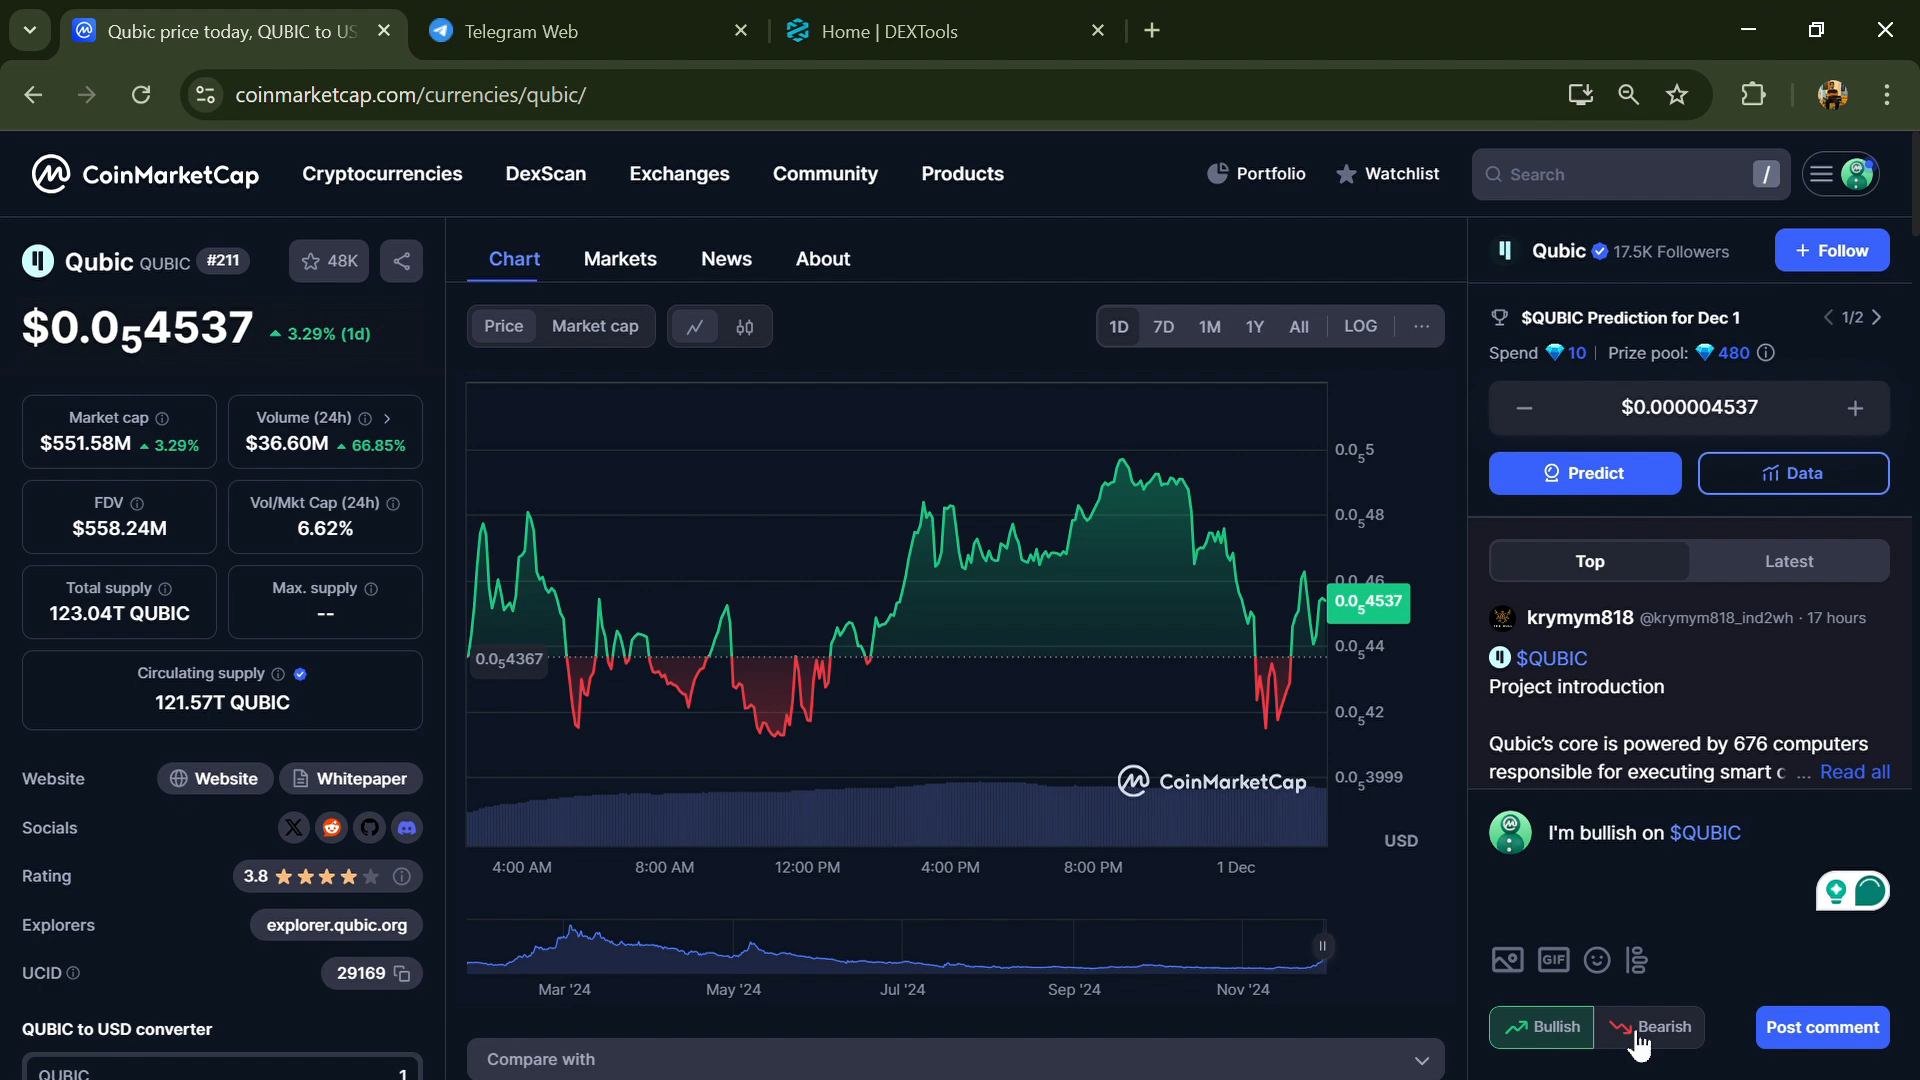 Qubic price today, QUBIC to US
Telegram Web
Home | DEXTools
coinmarketcap.com/currencies/qubic/
CoinMarketCap
Cryptocurrencies
DexScan
Exchanges
Community
Products
Portfolio
Watchlist
Search
/
Qubic QUBIC #211
48K
$0.0₅4537
3.29% (1d)
Market cap
$551.58M 3.29%
Volume (24h)
$36.60M 66.85%
FDV
$558.24M
Vol/Mkt Cap (24h)
6.62%
Total supply
123.04T QUBIC
Max. supply
--
Circulating supply
121.57T QUBIC
Website
Website
Whitepaper
Socials
Rating
3.8
Explorers
explorer.qubic.org
UCID
29169
QUBIC to USD converter
QUBIC
1
Chart
Markets
News
About
Price
Market cap
1D
7D
1M
1Y
All
LOG
...
0.0₅5
0.0₅48
0.0₅46
0.0₅4537
0.0₅44
0.0₅42
0.0₅3999
0.0₅4367
CoinMarketCap
USD
4:00 AM
8:00 AM
12:00 PM
4:00 PM
8:00 PM
1 Dec
Mar '24
May '24
Jul '24
Sep '24
Nov '24
Compare with
Qubic 17.5K Followers
+ Follow
$QUBIC Prediction for Dec 1
1/2
Spend 10 | Prize pool: 480
$0.000004537
Predict
Data
Top
Latest
krymym818 @krymym818_ind2wh · 17 hours
$QUBIC
Project introduction
Qubic's core is powered by 676 computers
responsible for executing smart c ... Read all
I'm bullish on $QUBIC
GIF
Bullish
Bearish
Post comment